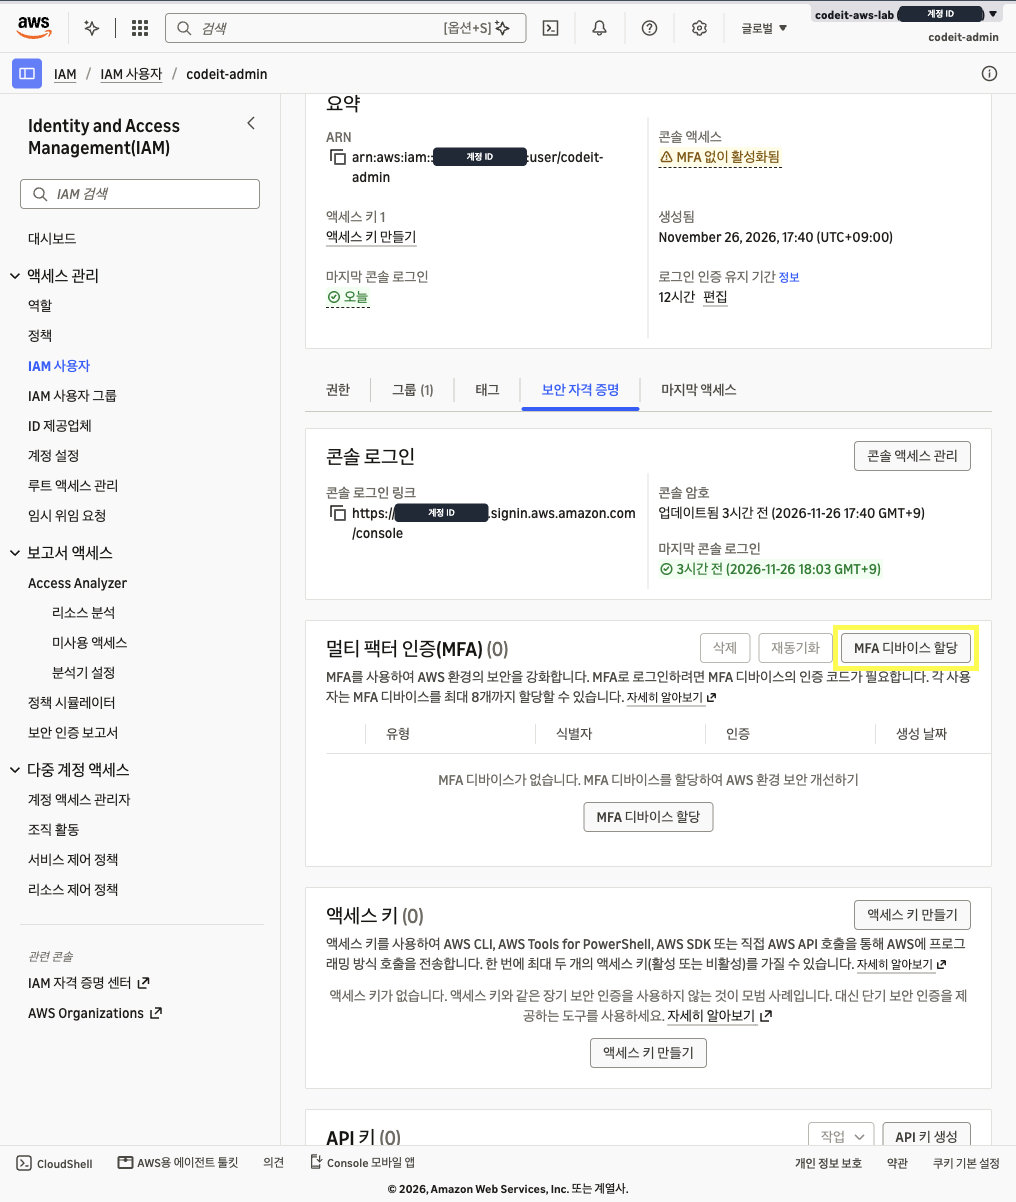 aws
검색
[옵션+S]
글로벌
codeit-aws-lab 계정 ID
codeit-admin
IAM / IAM 사용자 / codeit-admin
Identity and Access
Management(IAM)
IAM 검색
대시보드
액세스 관리
역할
정책
IAM 사용자
IAM 사용자 그룹
ID 제공업체
계정 설정
루트 액세스 관리
임시 위임 요청
보고서 액세스
Access Analyzer
리소스 분석
미사용 액세스
분석기 설정
정책 시뮬레이터
보안 인증 보고서
다중 계정 액세스
계정 액세스 관리자
조직 활동
서비스 제어 정책
리소스 제어 정책
관련 콘솔
IAM 자격 증명 센터
AWS Organizations
요약
ARN
arn:aws:iam::계정 ID:user/codeit-
admin
콘솔 액세스
MFA 없이 활성화됨
액세스 키 1
액세스 키 만들기
생성됨
November 26, 2026, 17:40 (UTC+09:00)
마지막 콘솔 로그인
오늘
로그인 인증 유지 기간 정보
12시간 편집
권한
그룹 (1)
태그
보안 자격 증명
마지막 액세스
콘솔 로그인
콘솔 액세스 관리
콘솔 로그인 링크
https://계정 ID.signin.aws.amazon.com
/console
콘솔 암호
업데이트됨 3시간 전 (2026-11-26 17:40 GMT+9)
마지막 콘솔 로그인
3시간 전 (2026-11-26 18:03 GMT+9)
멀티 팩터 인증(MFA) (0)
삭제
재동기화
MFA 디바이스 할당
MFA를 사용하여 AWS 환경의 보안을 강화합니다. MFA로 로그인하려면 MFA 디바이스의 인증 코드가 필요합니다. 각 사용
자는 MFA 디바이스를 최대 8개까지 할당할 수 있습니다. 자세히 알아보기
유형
식별자
인증
생성 날짜
MFA 디바이스가 없습니다. MFA 디바이스를 할당하여 AWS 환경 보안 개선하기
MFA 디바이스 할당
액세스 키 (0)
액세스 키 만들기
액세스 키를 사용하여 AWS CLI, AWS Tools for PowerShell, AWS SDK 또는 직접 AWS API 호출을 통해 AWS에 프로그
래밍 방식 호출을 전송합니다. 한 번에 최대 두 개의 액세스 키(활성 또는 비활성)를 가질 수 있습니다. 자세히 알아보기
액세스 키가 없습니다. 액세스 키와 같은 장기 보안 인증을 사용하지 않는 것이 모범 사례입니다. 대신 단기 보안 인증을 제
공하는 도구를 사용하세요. 자세히 알아보기
액세스 키 만들기
API 키 (0)
작업
API 키 생성
CloudShell
AWS용 에이전트 툴킷
의견
Console 모바일 앱
개인 정보 보호
약관
쿠키 기본 설정
© 2026, Amazon Web Services, Inc. 또는 계열사.